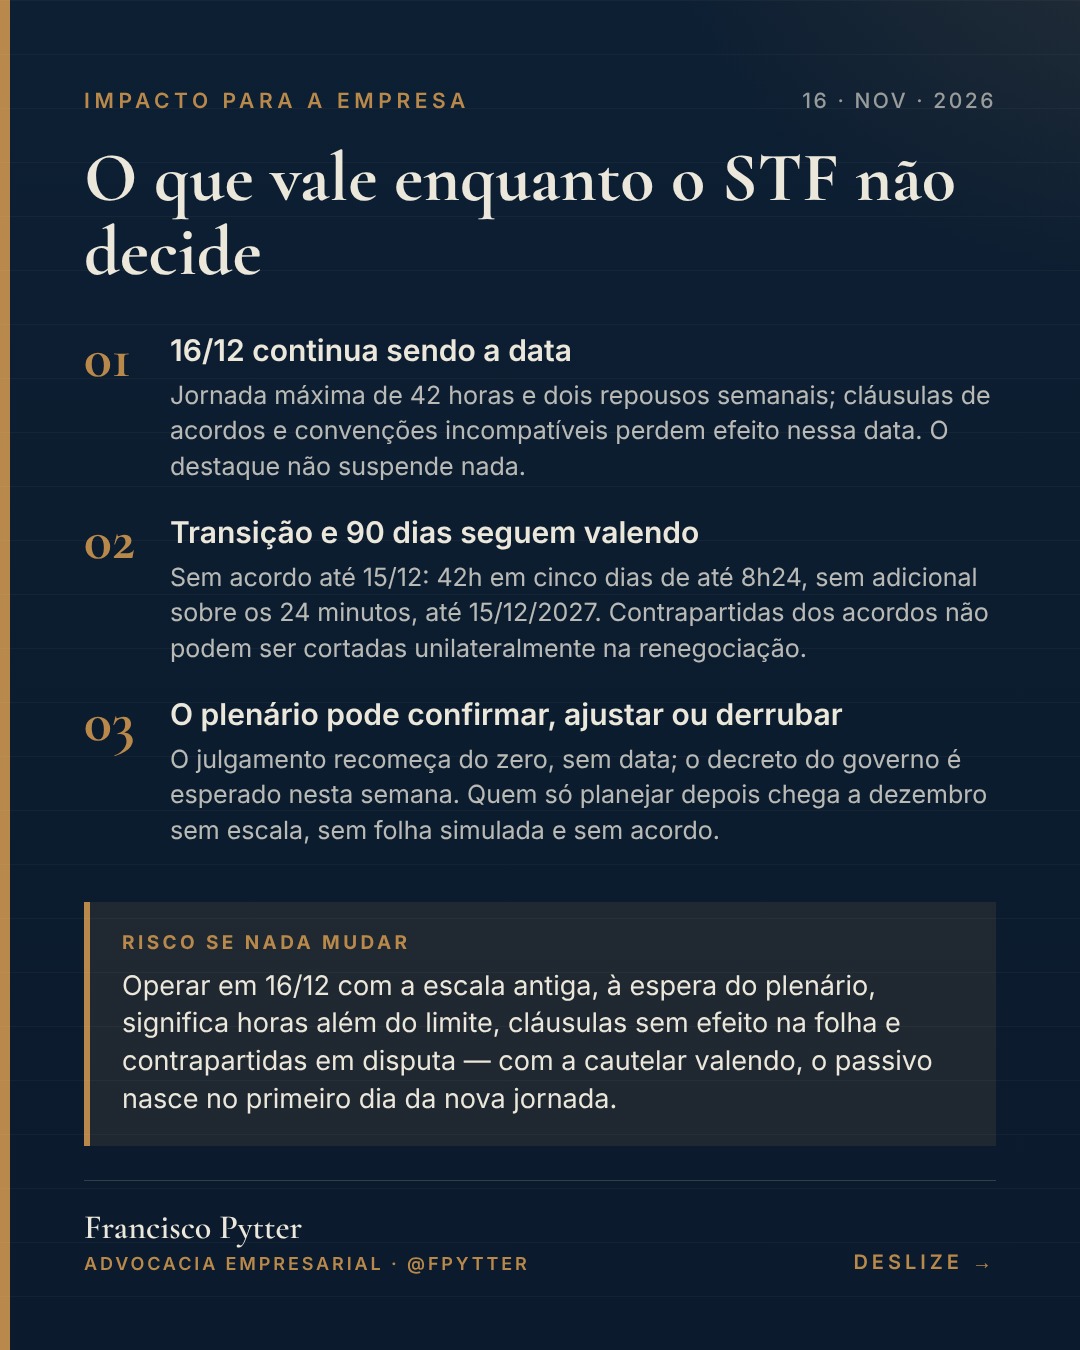 IMPACTO PARA A EMPRESA
16 · NOV · 2026
O que vale enquanto o STF não
decide
01
16/12 continua sendo a data
Jornada máxima de 42 horas e dois repousos semanais; cláusulas de
acordos e convenções incompatíveis perdem efeito nessa data. O
destaque não suspende nada.
02
Transição e 90 dias seguem valendo
Sem acordo até 15/12: 42h em cinco dias de até 8h24, sem adicional
sobre os 24 minutos, até 15/12/2027. Contrapartidas dos acordos não
podem ser cortadas unilateralmente na renegociação.
03
O plenário pode confirmar, ajustar ou derrubar
O julgamento recomeça do zero, sem data; o decreto do governo é
esperado nesta semana. Quem só planejar depois chega a dezembro
sem escala, sem folha simulada e sem acordo.
RISCO SE NADA MUDAR
Operar em 16/12 com a escala antiga, à espera do plenário,
significa horas além do limite, cláusulas sem efeito na folha e
contrapartidas em disputa — com a cautelar valendo, o passivo
nasce no primeiro dia da nova jornada.
Francisco Pytter
ADVOCACIA EMPRESARIAL · @FPYTTER
DESLIZE →